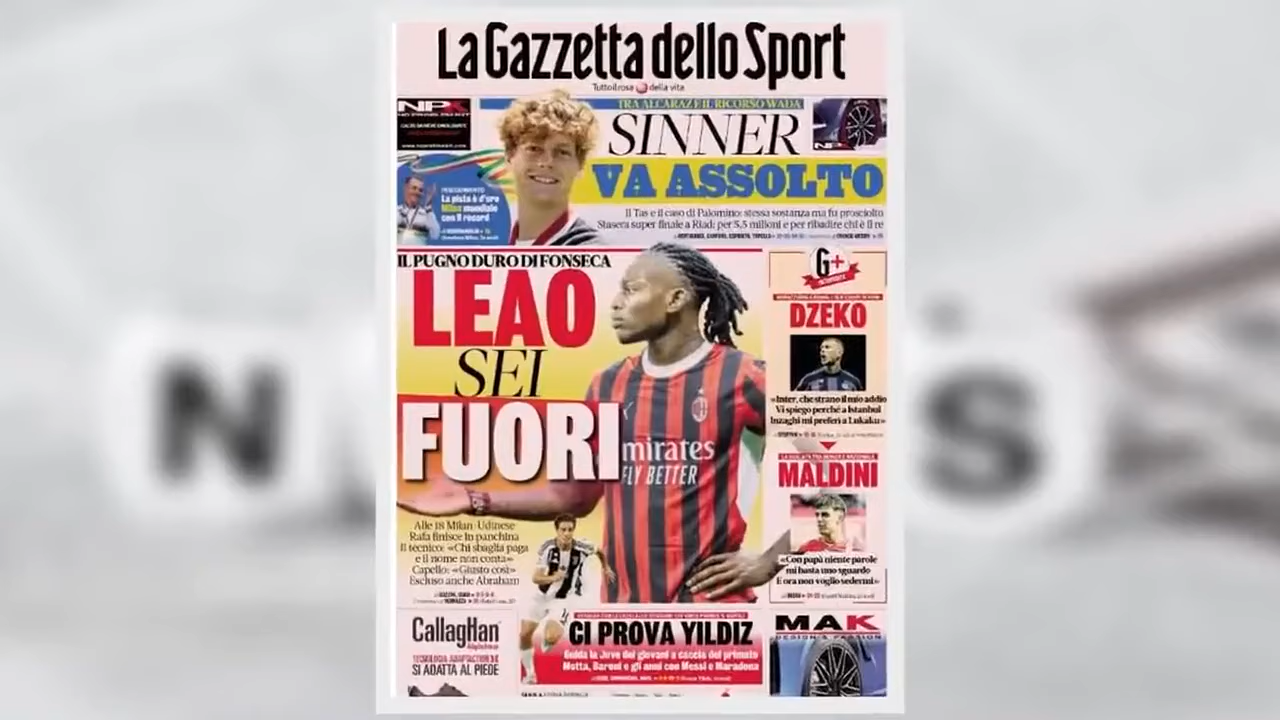 La Gazzetta dello Sport
Tutto il rosa della vita
TRA ALCARAZ E IL RICORSO WADA
SINNER
VA ASSOLTO
Il Tas e il caso di Palomino: stessa sostanza ma fu prosciolto
Stasera super finale a Riad: per 5,5 milioni e per ribadire chi è il re
INSEGUIMENTO
La pista è d'oro
Milan mondiale
con il record
IL PUGNO DURO DI FONSECA
LEAO
SEI
FUORI
Emirates
FLY BETTER
Alle 18 Milan-Udinese
Rafa finisce in panchina
Il tecnico: «Chi sbaglia paga
e il nome non conta»
Capello: «Giusto così»
Escluso anche Abraham
G+
DZEKO
«Inter, che strano il mio addio
Vi spiego perché a Istanbul
Inzaghi mi preferì a Lukaku»
MALDINI
«Con papà niente parole
mi basta uno sguardo
E ora non voglio sedermi»
CallagHan
TECNOLOGIA ADAPTACTION 3.0
SI ADATTA AL PIEDE
CI PROVA YILDIZ
Guida la Juve dei giovani a caccia del primato
Motta, Baroni e gli anni con Messi e Maradona
MAK
DESIGN & PASSION
N
S